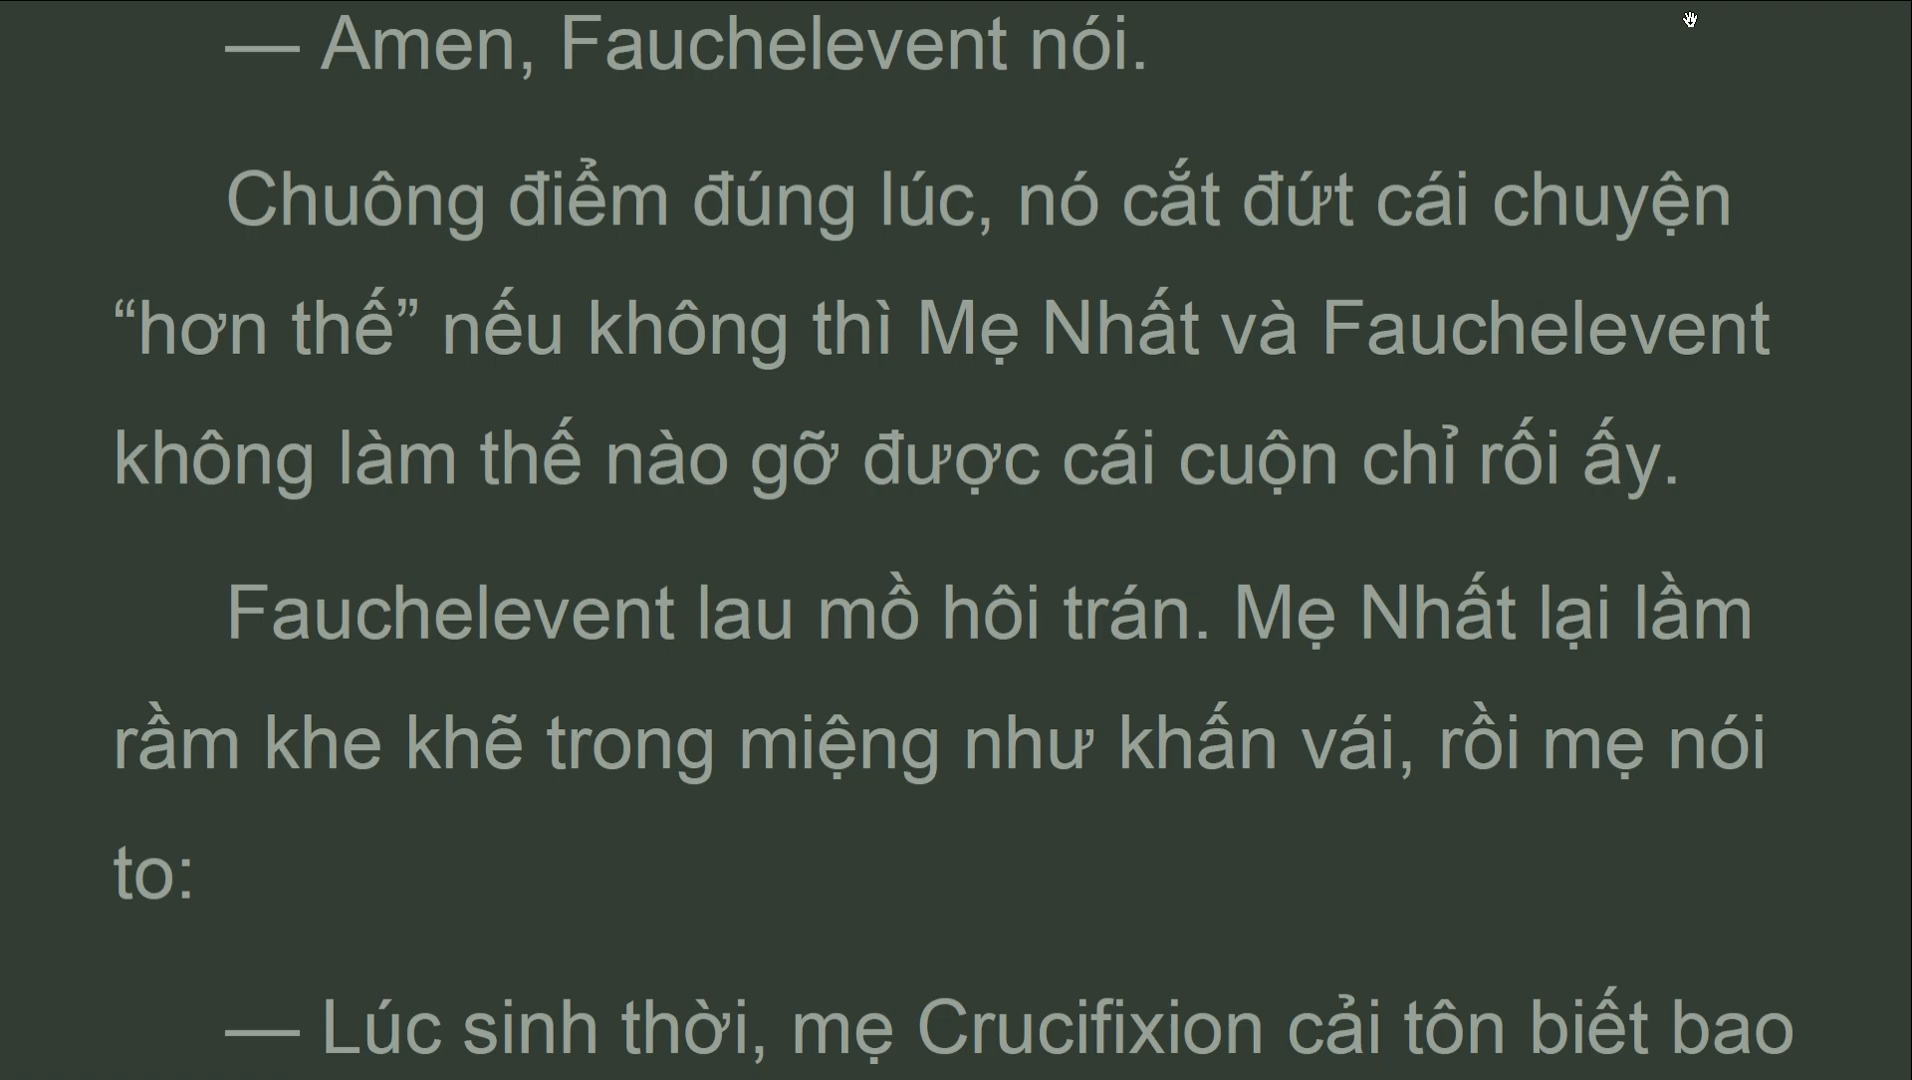 — Amen, Fauchelevent nói.
Chuông điểm đúng lúc, nó cắt đứt cái chuyện
“hơn thế” nếu không thì Mẹ Nhất và Fauchelevent
không làm thế nào gỡ được cái cuộn chỉ rối ấy.
Fauchelevent lau mồ hôi trán. Mẹ Nhất lại lầm
rầm khe khẽ trong miệng như khấn vái, rồi mẹ nói
to:
— Lúc sinh thời, mẹ Crucifixion cải tôn biết bao